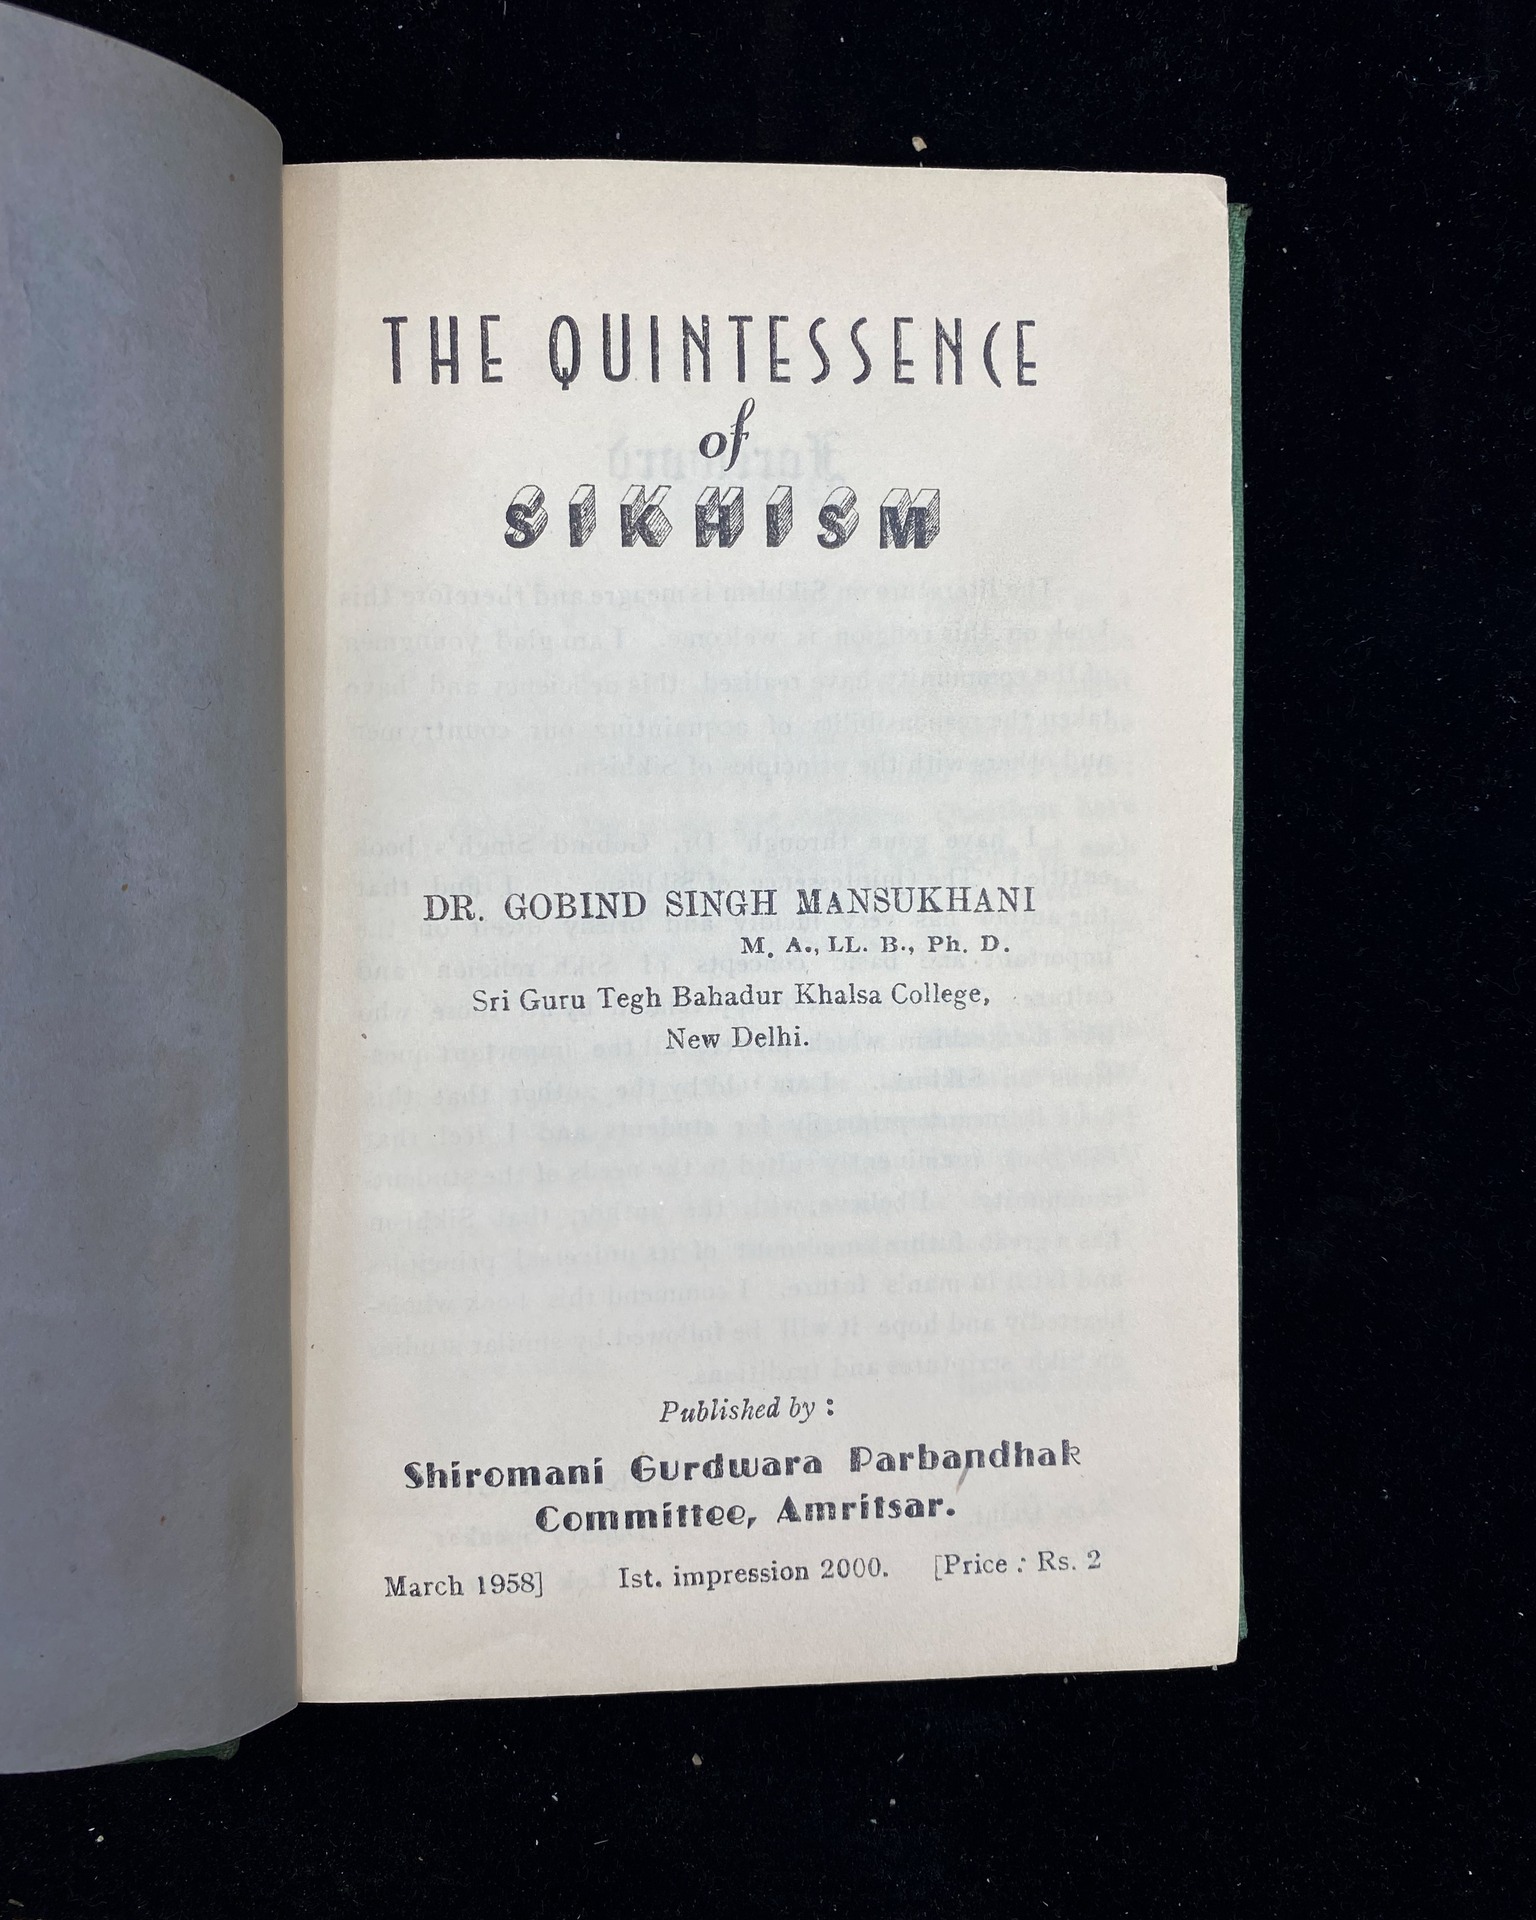 THE QUINTESSENCE
of
SIKHISM
DR. GOBIND SINGH MANSUKHANI
M. A., LL. B., Ph. D.
Sri Guru Tegh Bahadur Khalsa College,
New Delhi.
Published by :
Shiromani Gurdwara Parbandhak
Committee, Amritsar.
March 1958] Ist. impression 2000. [Price : Rs. 2